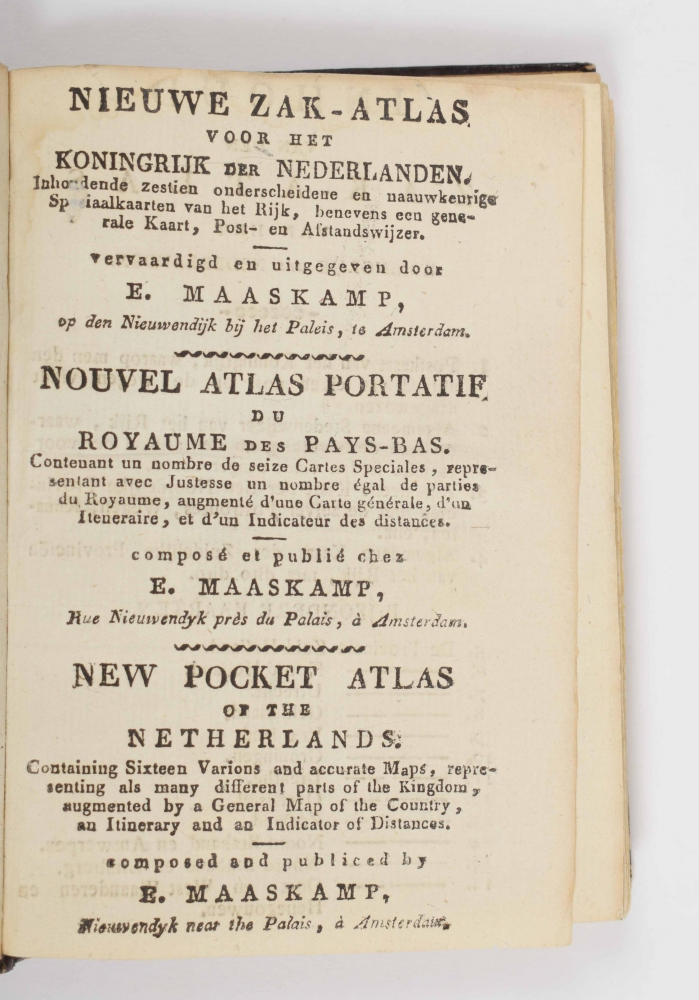 NIEUWE ZAK-ATLAS
VOOR HET
KONINGRIJK DER NEDERLANDEN.
Inhoudende zestien onderscheidene en naauwkeurige
Speciaalkaarten van het Rijk, benevens een gene-
rale Kaart, Post- en Afstandswijzer.
vervaardigd en uitgegeven door
E. MAASKAMP,
op den Nieuwendijk bij het Paleis, te Amsterdam.
NOUVEL ATLAS PORTATIF
DU
ROYAUME DES PAYS-BAS.
Contenant un nombre de seize Cartes Speciales, repre-
sentant avec Justesse un nombre égal de parties
du Royaume, augmenté d'une Carte générale, d'un
Iteneraire, et d'un Indicateur des distances.
composé et publié chez
E. MAASKAMP,
Rue Nieuwendyk près du Palais, à Amsterdam.
NEW POCKET ATLAS
OF THE
NETHERLANDS.
Containing Sixteen Varions and accurate Maps, repre-
senting als many different parts of the Kingdom,
augmented by a General Map of the Country,
an Itinerary and an Indicator of Distances.
composed and publiced by
E. MAASKAMP,
Nieuwendyk near the Palais, à Amsterdam.